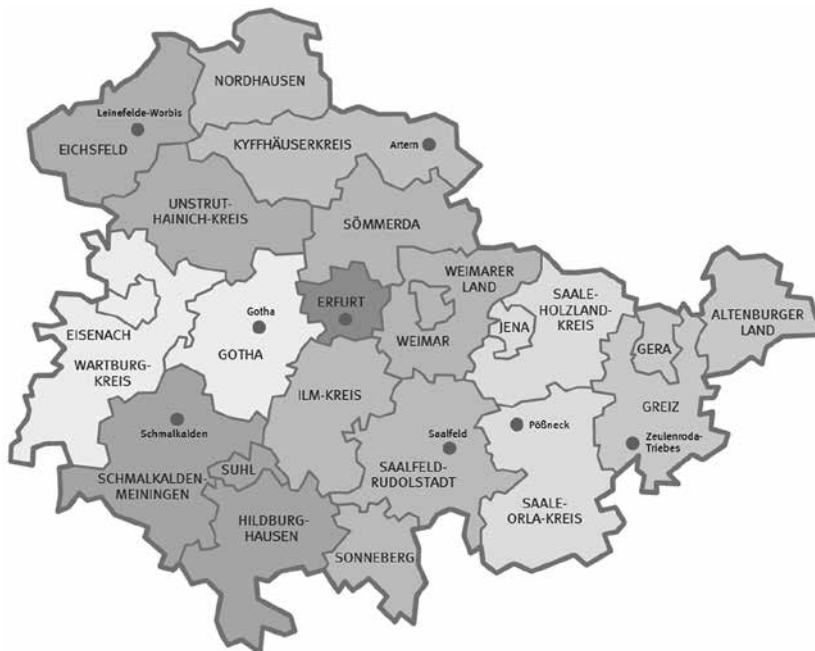 NORDHAUSEN
Leinefelde-Worbis
EICHSFELD
KYFFHÄUSERKREIS
Artern
UNSTRUT-
HAINICH-KREIS
SÖMMERDA
WEIMARER
LAND
ERFURT
Gotha
GOTHA
EISENACH
WARTBURG-
KREIS
WEIMAR
JENA
SAALE-
HOLZLAND-
KREIS
GERA
ALTENBURGER
LAND
GREIZ
ILM-KREIS
Schmalkalden
Saalfeld
Pößneck
Zeulenroda-
Triebes
SUHL
SCHMALKALDEN-
MEININGEN
SAALFELD-
RUDOLSTADT
SAALE-
ORLA-KREIS
HILDBURG-
HAUSEN
SONNEBERG